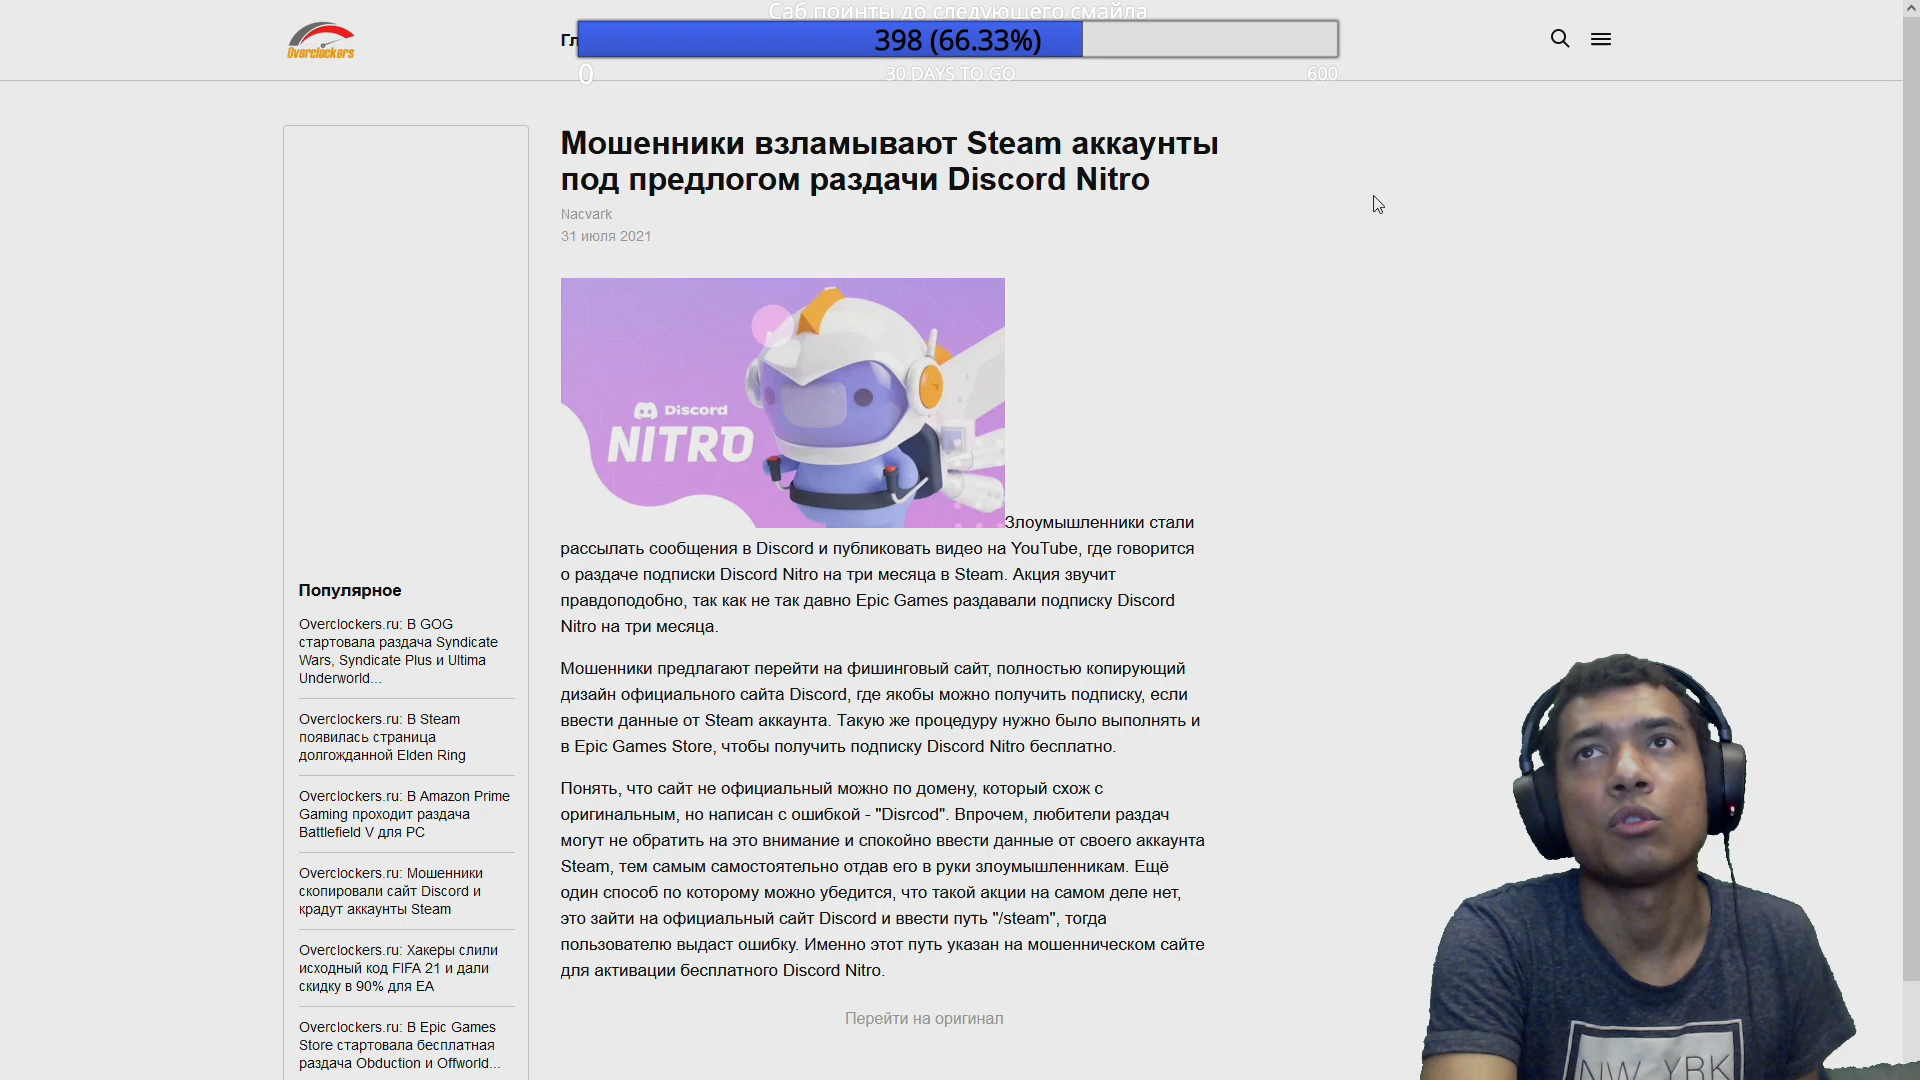 Саб поинты до следующего смайла
Overclockers
Гл
398 (66.33%)
0
30 DAYS TO GO
600
Мошенники взламывают Steam аккаунты
под предлогом раздачи Discord Nitro
Nacvark
31 июля 2021
Discord
NITRO
Злоумышленники стали
рассылать сообщения в Discord и публиковать видео на YouTube, где говорится
о раздаче подписки Discord Nitro на три месяца в Steam. Акция звучит
правдоподобно, так как не так давно Epic Games раздавали подписку Discord
Nitro на три месяца.
Мошенники предлагают перейти на фишинговый сайт, полностью копирующий
дизайн официального сайта Discord, где якобы можно получить подписку, если
ввести данные от Steam аккаунта. Такую же процедуру нужно было выполнять и
в Epic Games Store, чтобы получить подписку Discord Nitro бесплатно.
Понять, что сайт не официальный можно по домену, который схож с
оригинальным, но написан с ошибкой - "Disrcod". Впрочем, любители раздач
могут не обратить на это внимание и спокойно ввести данные от своего аккаунта
Steam, тем самым самостоятельно отдав его в руки злоумышленникам. Ещё
один способ по которому можно убедится, что такой акции на самом деле нет,
это зайти на официальный сайт Discord и ввести путь "/steam", тогда
пользователю выдаст ошибку. Именно этот путь указан на мошенническом сайте
для активации бесплатного Discord Nitro.
Перейти на оригинал
Популярное
Overclockers.ru: В GOG
стартовала раздача Syndicate
Wars, Syndicate Plus и Ultima
Underworld...
Overclockers.ru: В Steam
появилась страница
долгожданной Elden Ring
Overclockers.ru: В Amazon Prime
Gaming проходит раздача
Battlefield V для PC
Overclockers.ru: Мошенники
скопировали сайт Discord и
крадут аккаунты Steam
Overclockers.ru: Хакеры слили
исходный код FIFA 21 и дали
скидку в 90% для EA
Overclockers.ru: В Epic Games
Store стартовала бесплатная
раздача Obduction и Offworld...
NW YRK